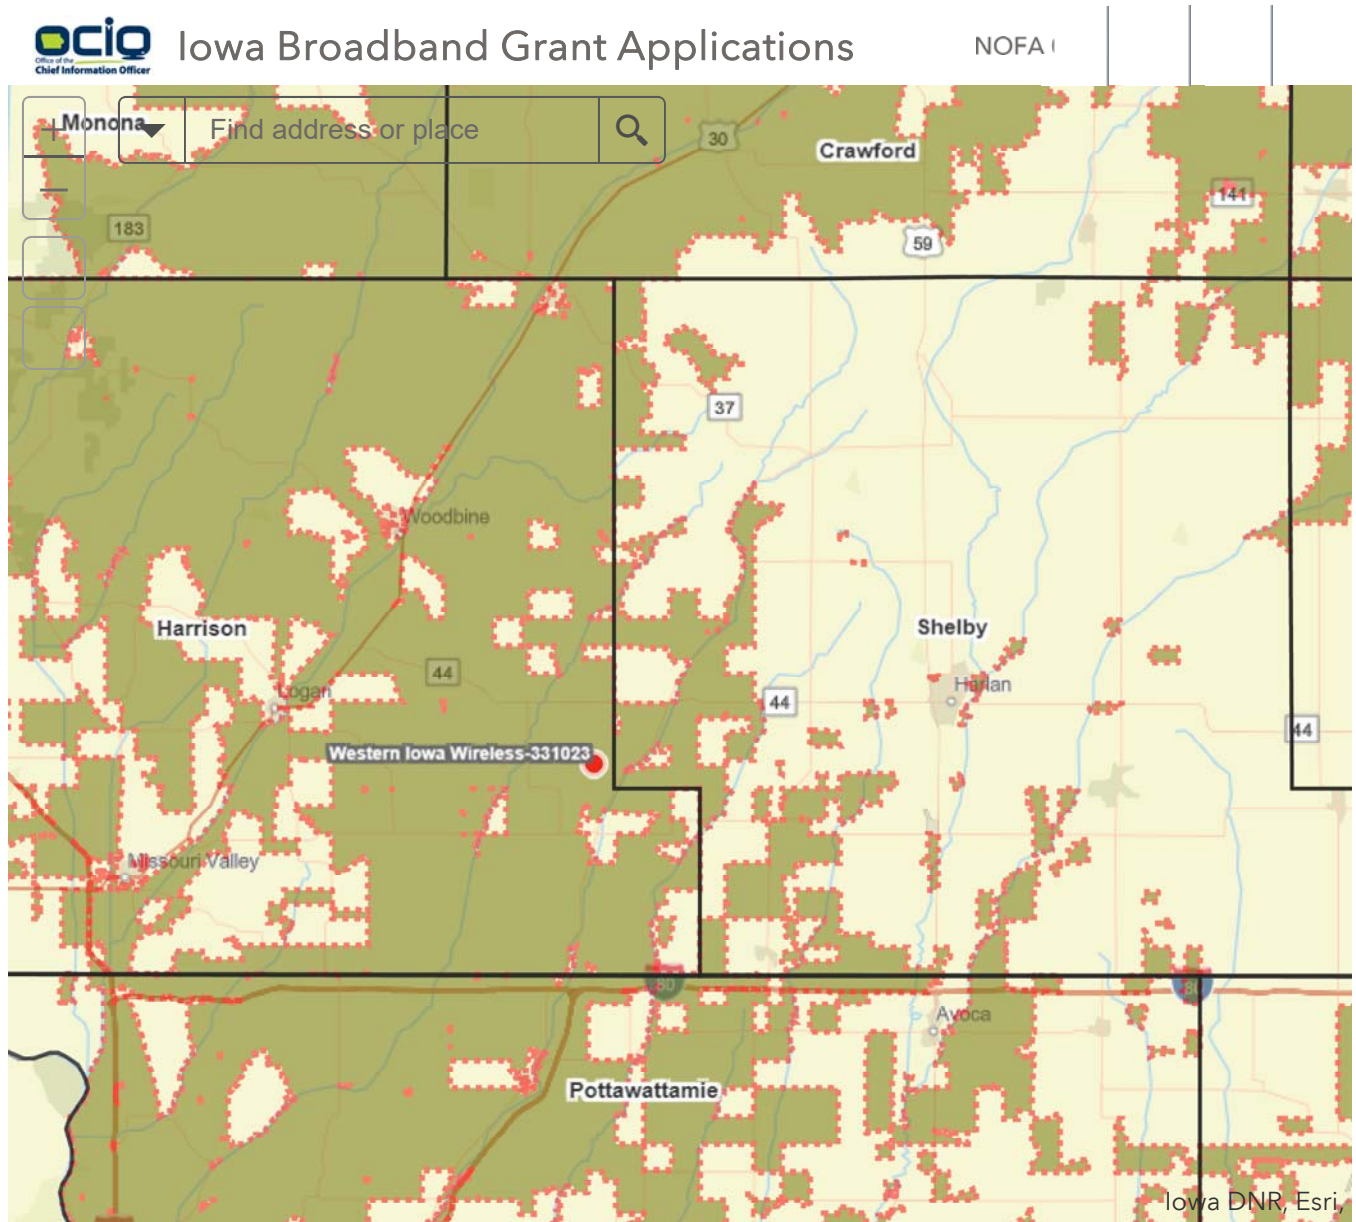 OCIO
Office of the
Chief Information Officer
Iowa Broadband Grant Applications
NOFA
Monona
Find address or place
30
Crawford
141
183
59
37
Woodbine
Harrison
Shelby
44
Logan
Harlan
44
44
Western Iowa Wireless-331023
Missouri Valley
80
80
Avoca
Pottawattamie
Iowa DNR, Esri,